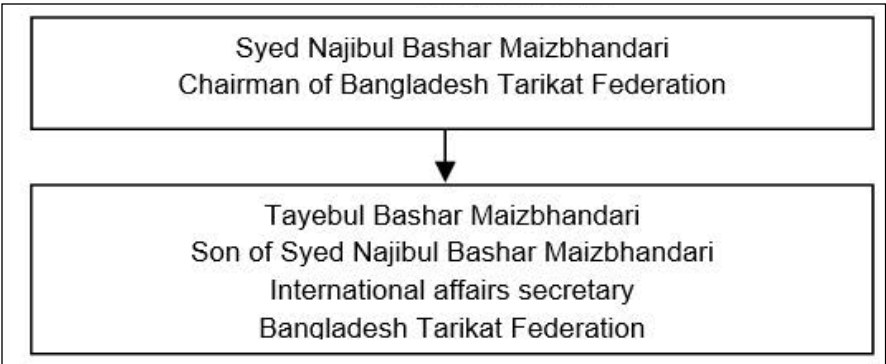 Syed Najibul Bashar Maizbhandari
Chairman of Bangladesh Tarikat Federation
Tayebul Bashar Maizbhandari
Son of Syed Najibul Bashar Maizbhandari
International affairs secretary
Bangladesh Tarikat Federation